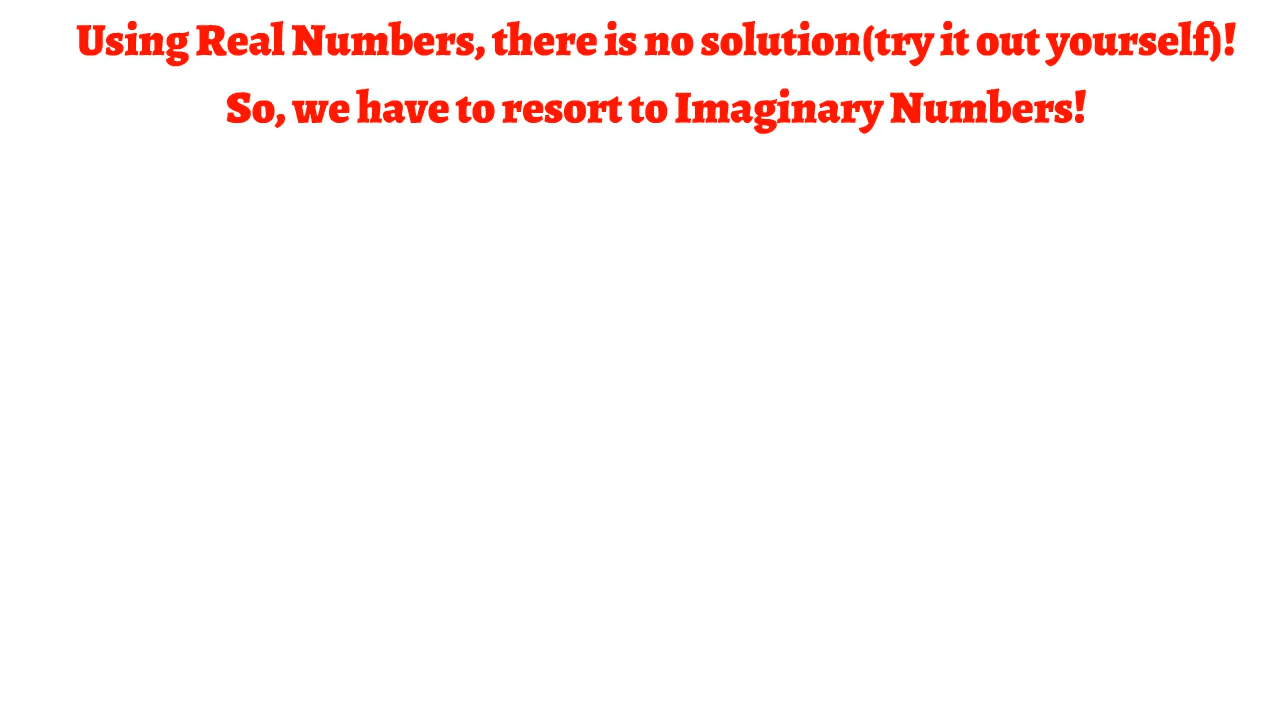 Using Real Numbers, there is no solution(try it out yourself)!
So, we have to resort to Imaginary Numbers!